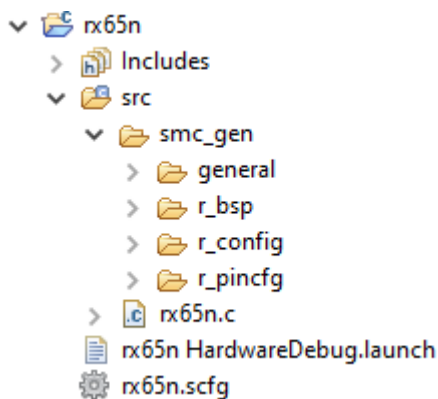 rx65n
Includes
src
smc_gen
general
r_bsp
r_config
r_pincfg
rx65n.c
rx65n HardwareDebug.launch
rx65n.scfg